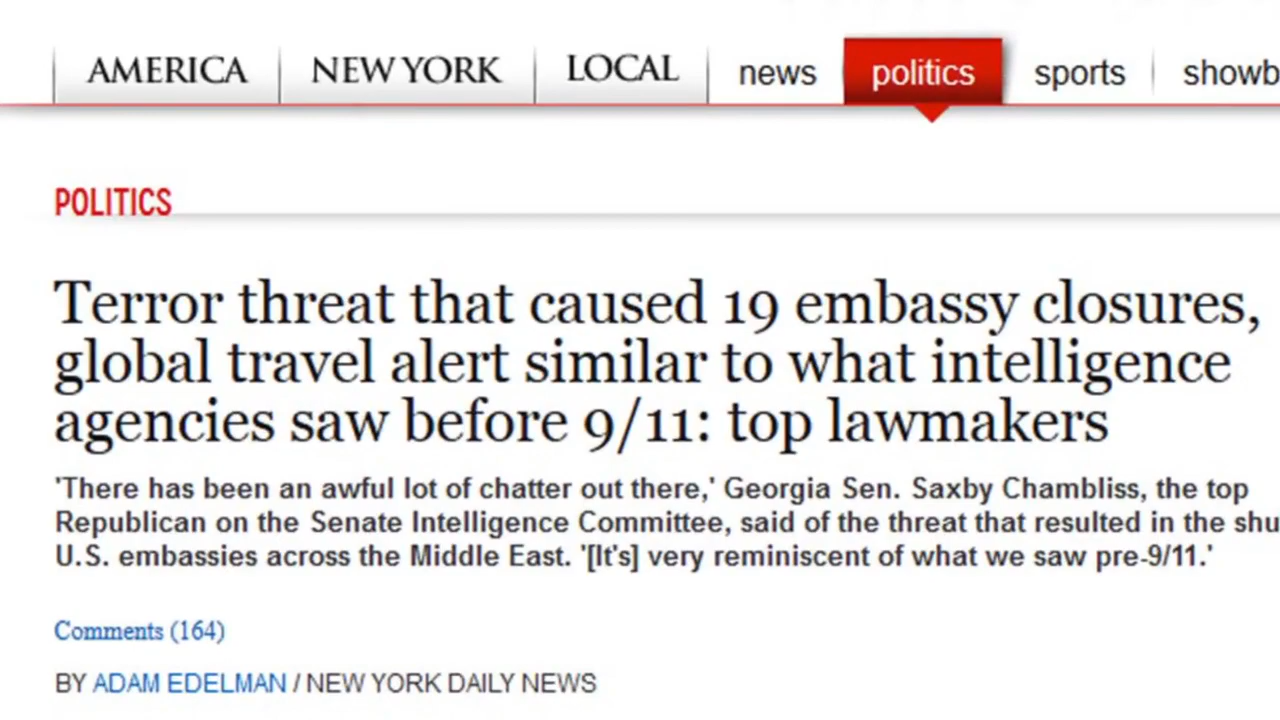 AMERICA NEW YORK LOCAL news politics sports showb
POLITICS
Terror threat that caused 19 embassy closures,
global travel alert similar to what intelligence
agencies saw before 9/11: top lawmakers
'There has been an awful lot of chatter out there,' Georgia Sen. Saxby Chambliss, the top
Republican on the Senate Intelligence Committee, said of the threat that resulted in the shu
U.S. embassies across the Middle East. '[It's] very reminiscent of what we saw pre-9/11.'
Comments (164)
BY ADAM EDELMAN / NEW YORK DAILY NEWS